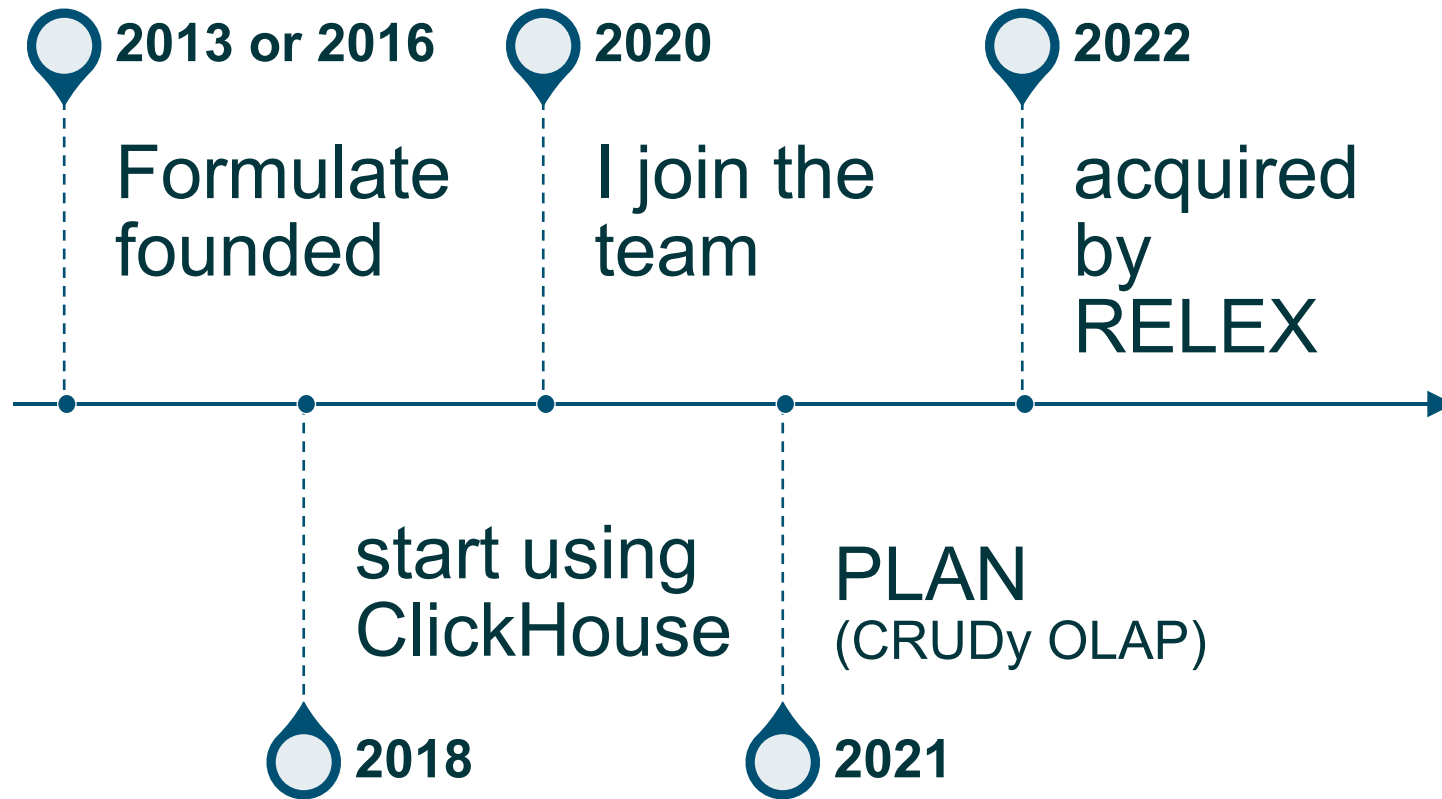 2013 or 2016
Formulate
founded
2018
start using
ClickHouse
2020
I join the
team
2021
PLAN
(CRUDy OLAP)
2022
acquired
by
RELEX